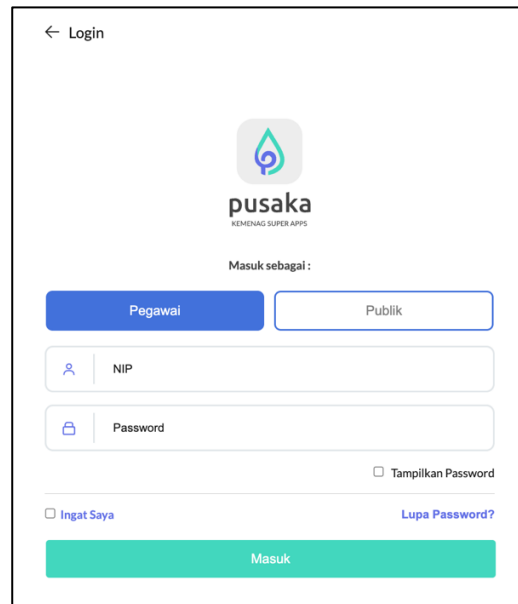 Login
pusaka
KEMENAG SUPER APPS
Masuk sebagai :
Pegawai Publik
NIP
Password
Tampilkan Password
Ingat Saya Lupa Password?
Masuk